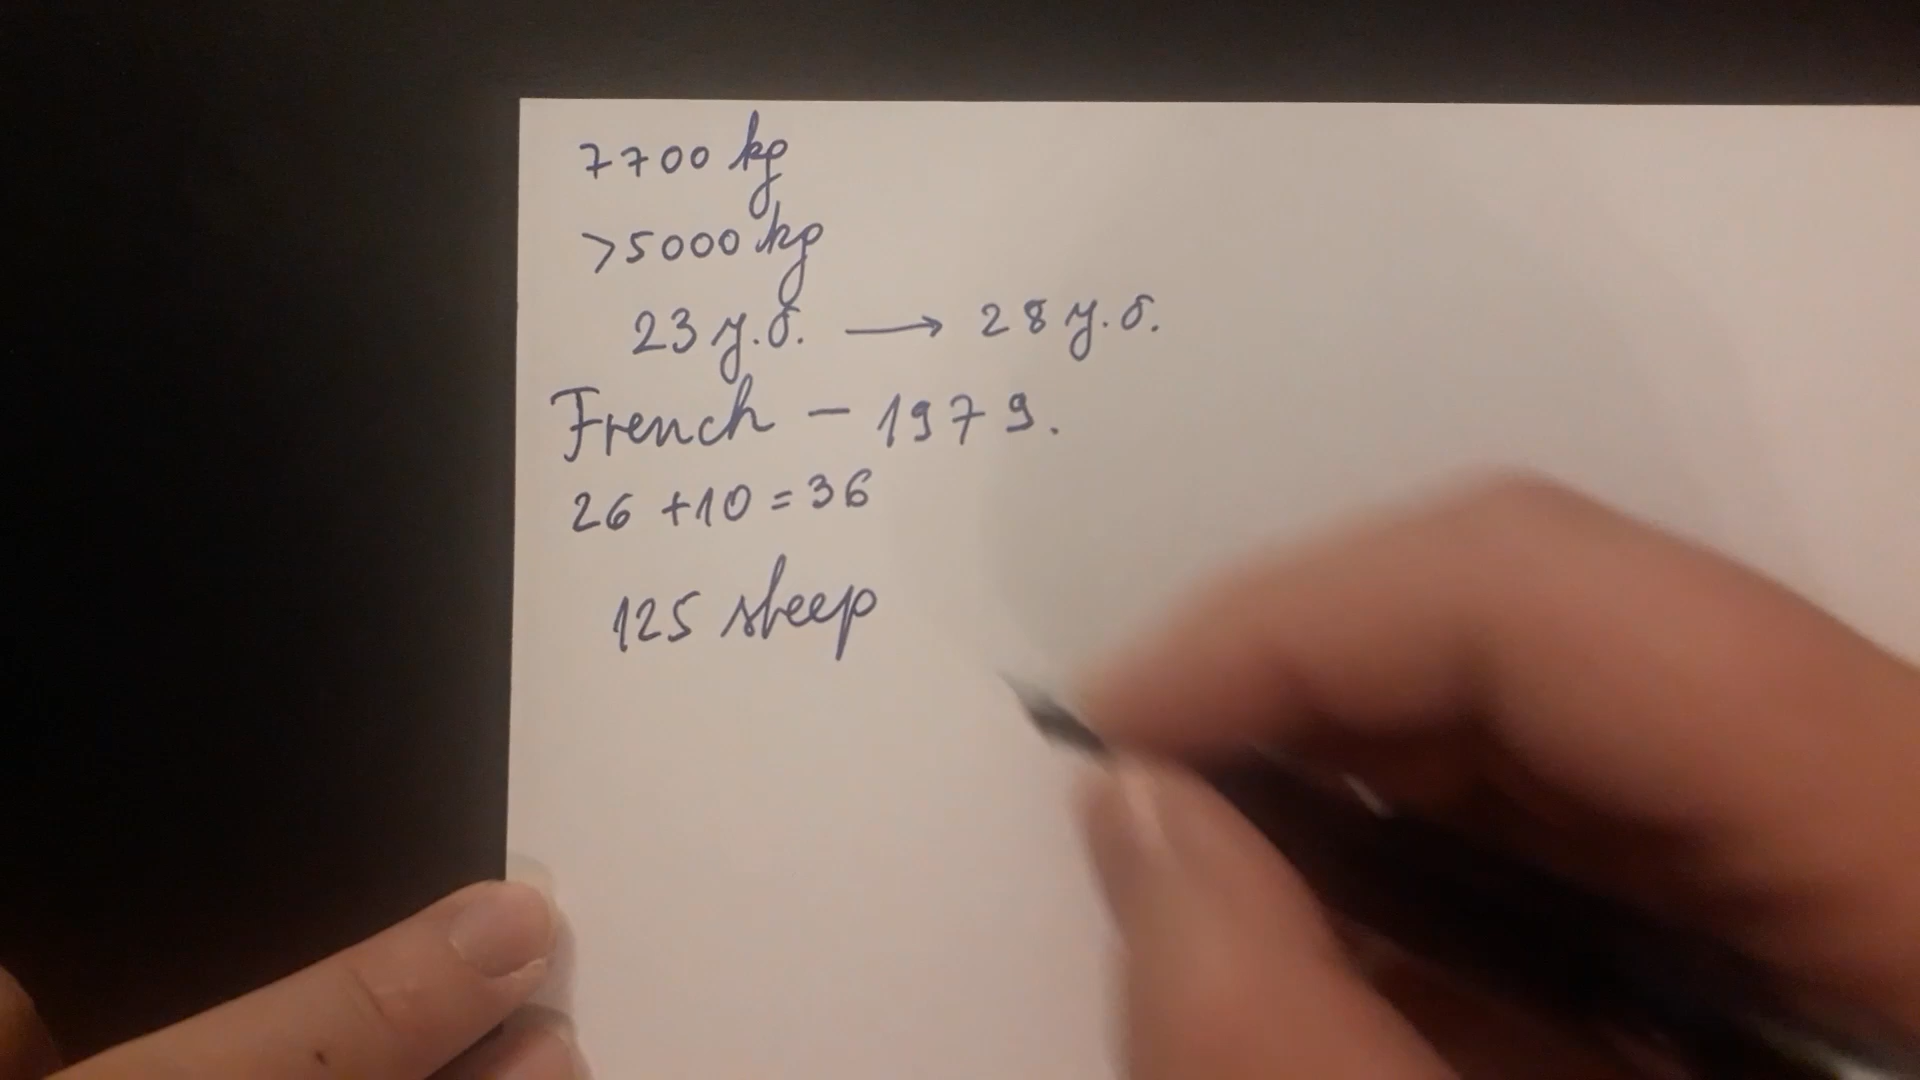 7700 kg
>5000 kg
23 y.o. → 28 y.o.
French – 1979.
26 + 10 = 36
125 sheep